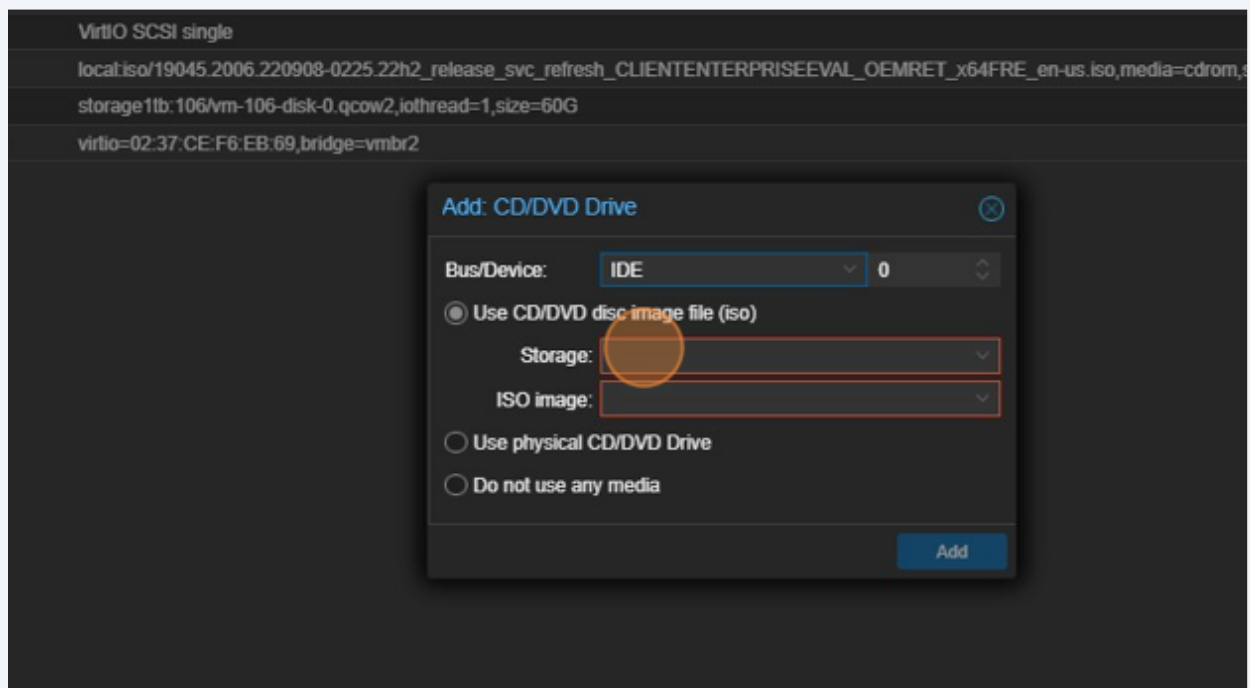 VirtIO SCSI single
local:iso/19045.2006.220908-0225.22h2_release_svc_refresh_CLIENTENTERPRISEEVAL_OEMRET_x64FRE_en-us.iso,media=cdrom,s
storage1tb:106/vm-106-disk-0.qcow2,iothread=1,size=60G
virtio=02:37:CE:F6:EB:69,bridge=vmbr2
Add: CD/DVD Drive
Bus/Device: IDE 0
Use CD/DVD disc image file (iso)
Storage:
ISO image:
Use physical CD/DVD Drive
Do not use any media
Add